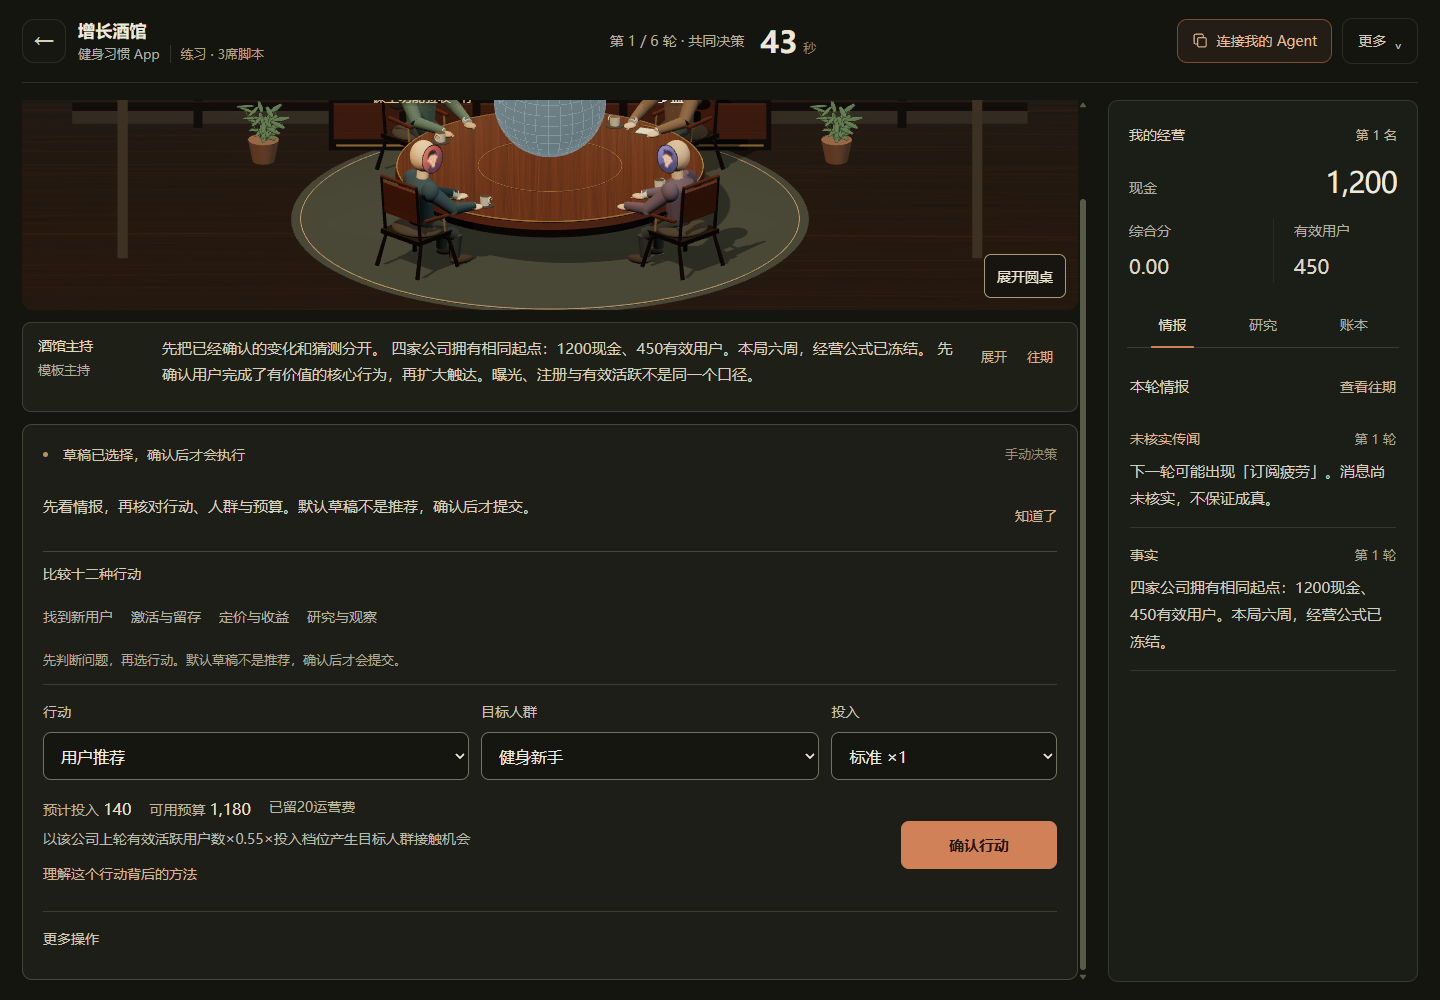 增长酒馆
健身习惯 App 练习 · 3席脚本
第 1 / 6 轮 · 共同决策 43 秒
连接我的 Agent
更多
展开圆桌
酒馆主持
模板主持
先把已经确认的变化和猜测分开。 四家公司拥有相同起点：1200现金、450有效用户。本局六周，经营公式已冻结。 先
确认用户完成了有价值的核心行为，再扩大触达。曝光、注册与有效活跃不是同一个口径。
展开 往期
草稿已选择，确认后才会执行
手动决策
先看情报，再核对行动、人群与预算。默认草稿不是推荐，确认后才提交。
知道了
比较十二种行动
找到新用户 激活与留存 定价与收益 研究与观察
先判断问题，再选行动。默认草稿不是推荐，确认后才会提交。
行动 目标人群 投入
用户推荐 健身新手 标准 ×1
预计投入 140 可用预算 1,180 已留20运营费
以该公司上轮有效活跃用户数×0.55×投入档位产生目标人群接触机会
确认行动
理解这个行动背后的方法
更多操作
我的经营 第 1 名
现金 1,200
综合分 有效用户
0.00 450
情报 研究 账本
本轮情报 查看往期
未核实传闻 第 1 轮
下一轮可能出现「订阅疲劳」。消息尚
未核实，不保证成真。
事实 第 1 轮
四家公司拥有相同起点：1200现金、
450有效用户。本局六周，经营公式已
冻结。